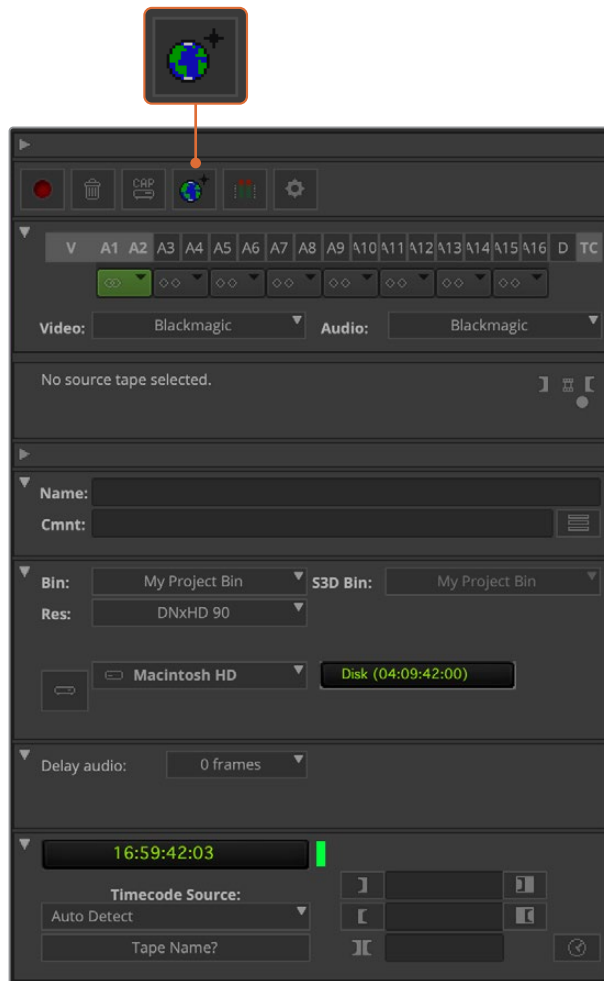 CAP
V A1 A2 A3 A4 A5 A6 A7 A8 A9 A10 A11 A12 A13 A14 A15 A16 D TC
Video: Blackmagic Audio: Blackmagic
No source tape selected.
Name:
Cmnt:
Bin: My Project Bin S3D Bin: My Project Bin
Res: DNxHD 90
Macintosh HD Disk (04:09:42:00)
Delay audio: 0 frames
16:59:42:03
Timecode Source:
Auto Detect
Tape Name?